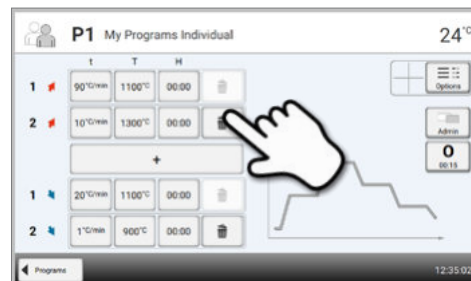 P1 My Programs Individual 24°C
t T H
1 90°C/min 1100°C 00:00
Options
2 10°C/min 1300°C 00:00
Admin
+
0
00:15
1 20°C/min 1100°C 00:00
2 1°C/min 900°C 00:00
Programs 12:35:02